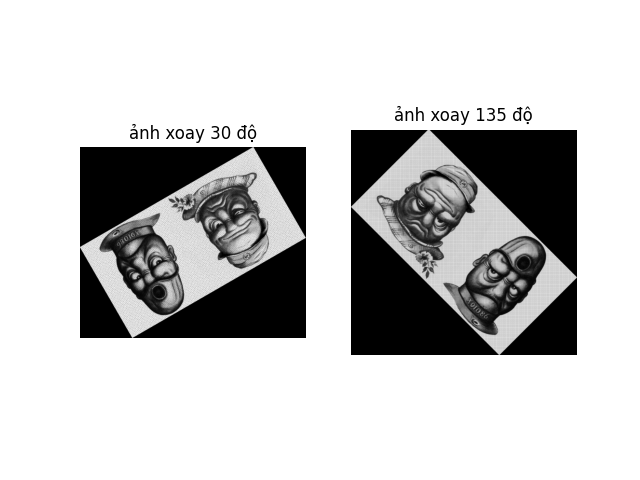 ảnh xoay 30 độ
ảnh xoay 135 độ